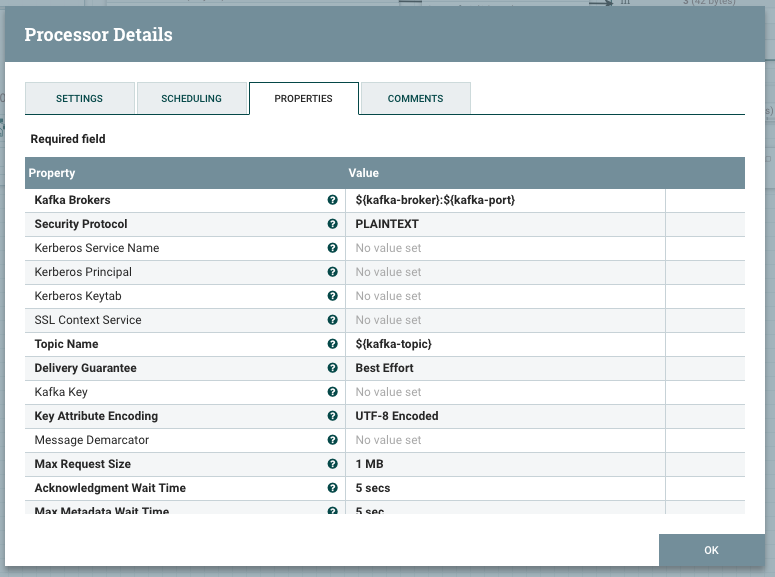 3 (42 bytes)
Processor Details
SETTINGS SCHEDULING PROPERTIES COMMENTS
Required field
Property Value
Kafka Brokers ? ${kafka-broker}:${kafka-port}
Security Protocol ? PLAINTEXT
Kerberos Service Name ? No value set
Kerberos Principal ? No value set
Kerberos Keytab ? No value set
SSL Context Service ? No value set
Topic Name ? ${kafka-topic}
Delivery Guarantee ? Best Effort
Kafka Key ? No value set
Key Attribute Encoding ? UTF-8 Encoded
Message Demarcator ? No value set
Max Request Size ? 1 MB
Acknowledgment Wait Time ? 5 secs
Max Metadata Wait Time ? 5 sec
OK